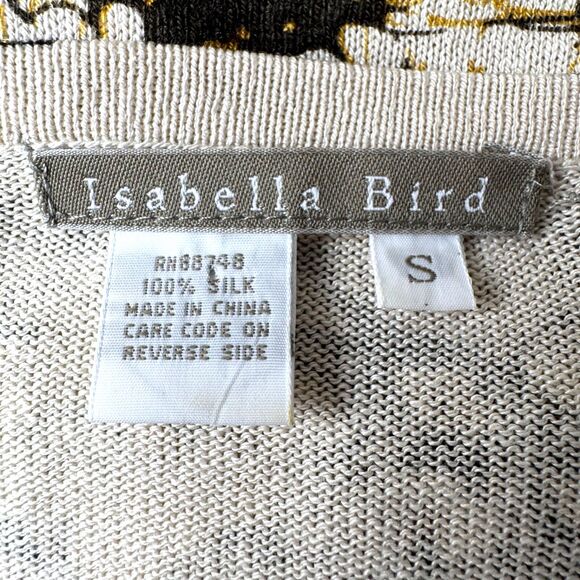 Isabella Bird
RN88748
100% SILK
MADE IN CHINA
CARE CODE ON
REVERSE SIDE
S